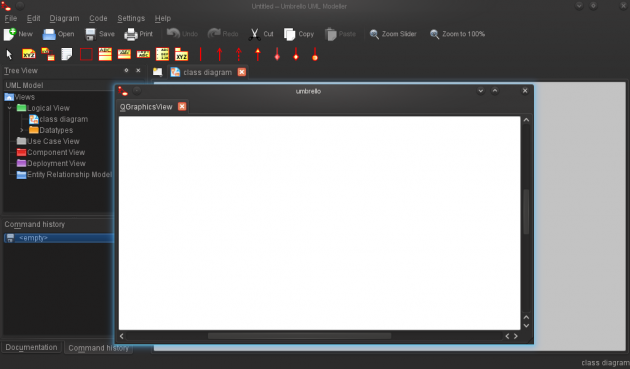 Untitled – Umbrello UML Modeller
File Edit Diagram Code Settings Help
New Open Save Print Undo Redo Cut Copy Paste Zoom Slider Zoom to 100%
Tree View
class diagram
UML Model
Views
Logical View
class diagram
Datatypes
Use Case View
Component View
Deployment View
Entity Relationship Model
umbrello
QGraphicsView
Command history
<empty>
Documentation
Command history
class diagram